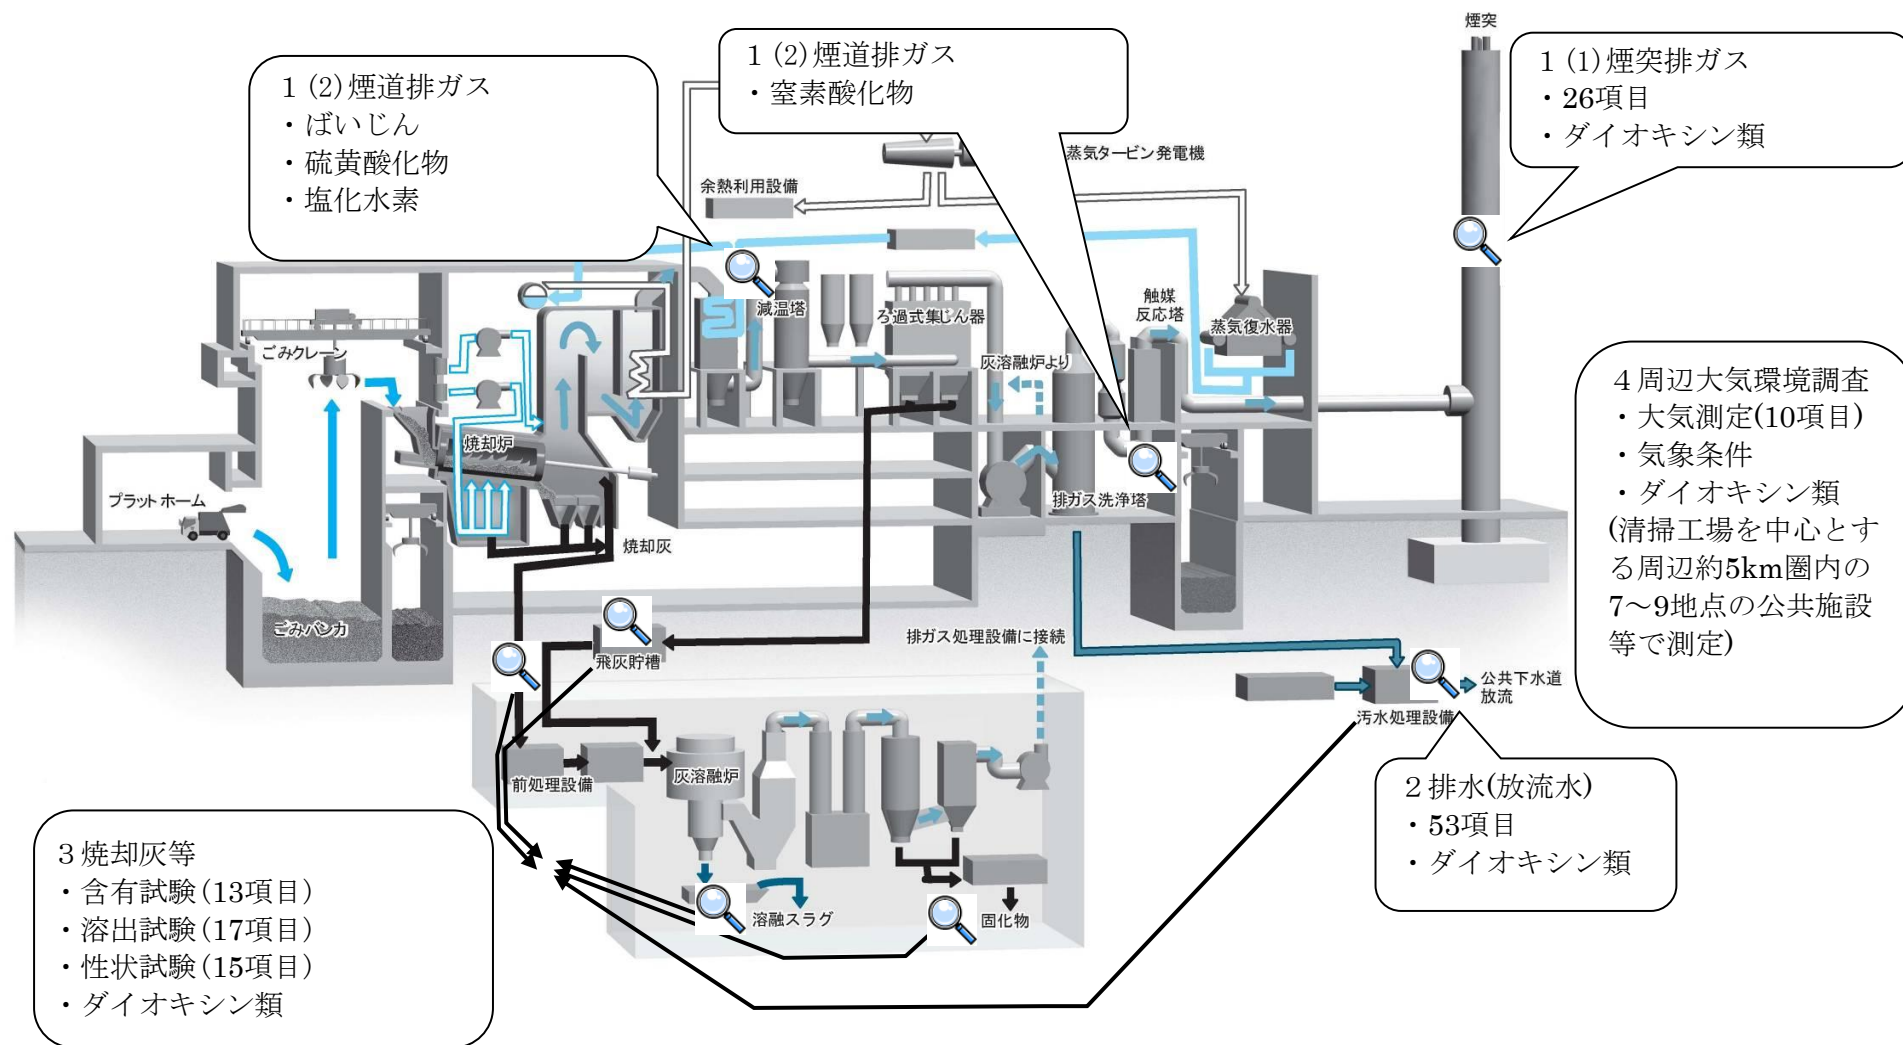 煙突
1(2)煙道排ガス
・ばいじん
・硫黄酸化物
・塩化水素
1(2)煙道排ガス
・窒素酸化物
1(1)煙突排ガス
・26項目
・ダイオキシン類
蒸気タービン発電機
余熱利用設備
減温塔
ろ過式集じん器
触媒
反応塔
蒸気復水器
ごみクレーン
灰溶融炉より
焼却炉
プラットホーム
排ガス洗浄塔
焼却灰
ごみバンカ
飛灰貯槽
排ガス処理設備に接続
公共下水道
放流
汚水処理設備
前処理設備
灰溶融炉
溶融スラグ
固化物
4周辺大気環境調査
・大気測定(10項目)
・気象条件
・ダイオキシン類
(清掃工場を中心とす
る周辺約5km圏内の
7～9地点の公共施設
等で測定)
2排水(放流水)
・53項目
・ダイオキシン類
3焼却灰等
・含有試験(13項目)
・溶出試験(17項目)
・性状試験(15項目)
・ダイオキシン類